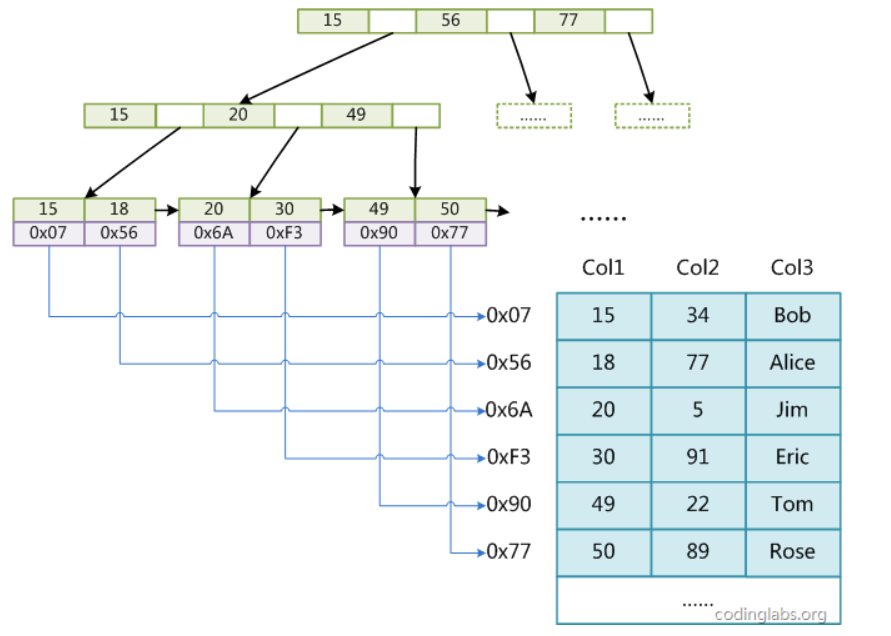 15 56 77
15 20 49
...... ......
15 18 20 30 49 50
0x07 0x56 0x6A 0xF3 0x90 0x77
......
Col1 Col2 Col3
0x07 15 34 Bob
0x56 18 77 Alice
0x6A 20 5 Jim
0xF3 30 91 Eric
0x90 49 22 Tom
0x77 50 89 Rose
......
codinglabs.org